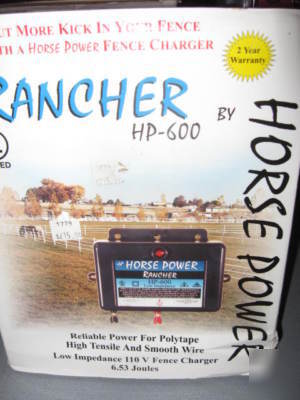 UT MORE KICK IN YOUR FENCE
TH A HORSE POWER FENCE CHARGER
2 Year
Warranty
RANCHER
HP-600
BY
HORSE POWER
ED
HORSE POWER
RANCHER
HP-600
Reliable Power For Polytape
High Tensile And Smooth Wire
Low Impedance 110 V Fence Charger
6.53 Joules